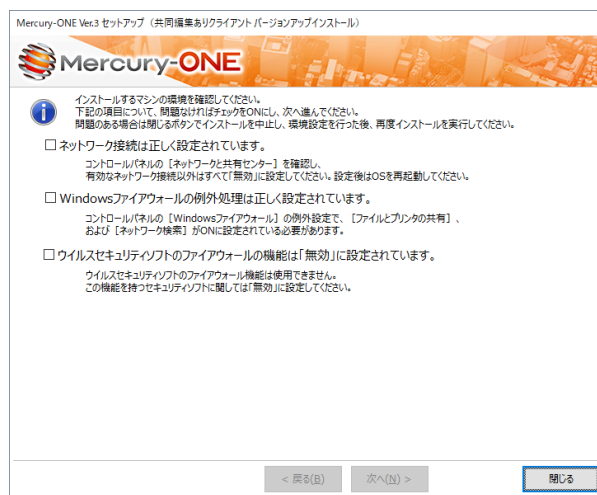 Mercury-ONE Ver.3 セットアップ（共同編集ありクライアント バージョンアップインストール）
Mercury-ONE
インストールするマシンの環境を確認してください。
下記の項目について、問題なければチェックをONにし、次へ進んでください。
問題のある場合は閉じるボタンでインストールを中止し、環境設定を行った後、再度インストールを実行してください。
ネットワーク接続は正しく設定されています。
コントロールパネルの［ネットワークと共有センター］を確認し、
有効なネットワーク接続以外はすべて「無効」に設定してください。設定後はOSを再起動してください。
Windowsファイアウォールの例外処理は正しく設定されています。
コントロールパネルの［Windowsファイアウォール］の例外設定で、［ファイルとプリンタの共有］、
および［ネットワーク検索］がONに設定されている必要があります。
ウイルスセキュリティソフトのファイアウォールの機能は「無効」に設定されています。
ウイルスセキュリティソフトのファイアウォール機能は使用できません。
この機能を持つセキュリティソフトに関しては「無効」に設定してください。
< 戻る(B) 次へ(N) > 閉じる